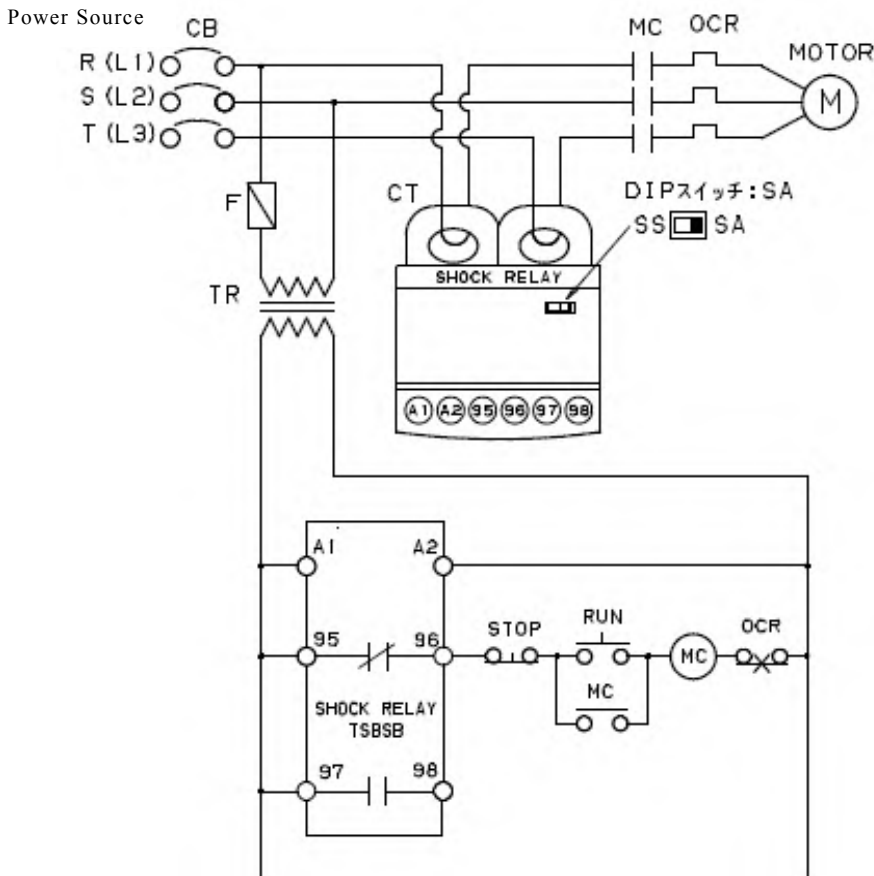 Power Source
CB
MC OCR
MOTOR
R (L1)
S (L2)
T (L3)
M
F
CT
DIPスイッチ:SA
SS SA
TR
SHOCK RELAY
A1 A2 95 96 97 98
A1 A2
95 96
STOP
RUN
MC
OCR
MC
SHOCK RELAY
TSBSB
97 98